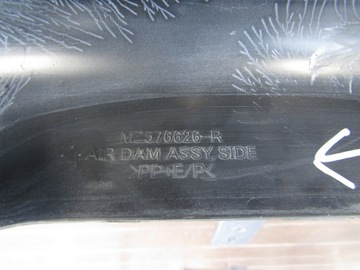 MZ576626-R
AIR DAM ASSY, SIDE
>PP+E/P<